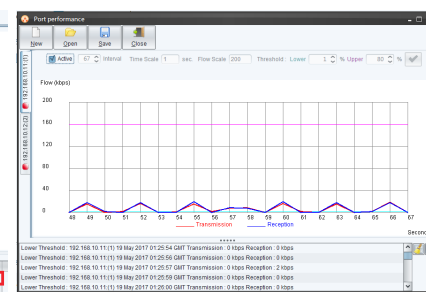 Port performance
New Open Save Close
Active 67 Interval Time Scale 1 sec. Flow Scale 200 Threshold : Lower 1 % Upper 80 %
192.168.10.11:(1)
192.168.10.12:(2)
Flow (kbps)
200
160
120
80
40
0
48 49 50 51 52 53 54 55 56 57 58 59 60 61 62 63 64 65 66 67
Second
Transmission Reception
Lower Threshold : 192.168.10.11:(1) 19 May 2017 01:25:54 GMT Transmission : 0 kbps Reception : 0 kbps
Lower Threshold : 192.168.10.11:(1) 19 May 2017 01:25:56 GMT Transmission : 0 kbps Reception : 0 kbps
Lower Threshold : 192.168.10.11:(1) 19 May 2017 01:25:57 GMT Transmission : 0 kbps Reception : 2 kbps
Lower Threshold : 192.168.10.11:(1) 19 May 2017 01:25:59 GMT Transmission : 0 kbps Reception : 0 kbps
Lower Threshold : 192.168.10.11:(1) 19 May 2017 01:26:00 GMT Transmission : 0 kbps Reception : 0 kbps